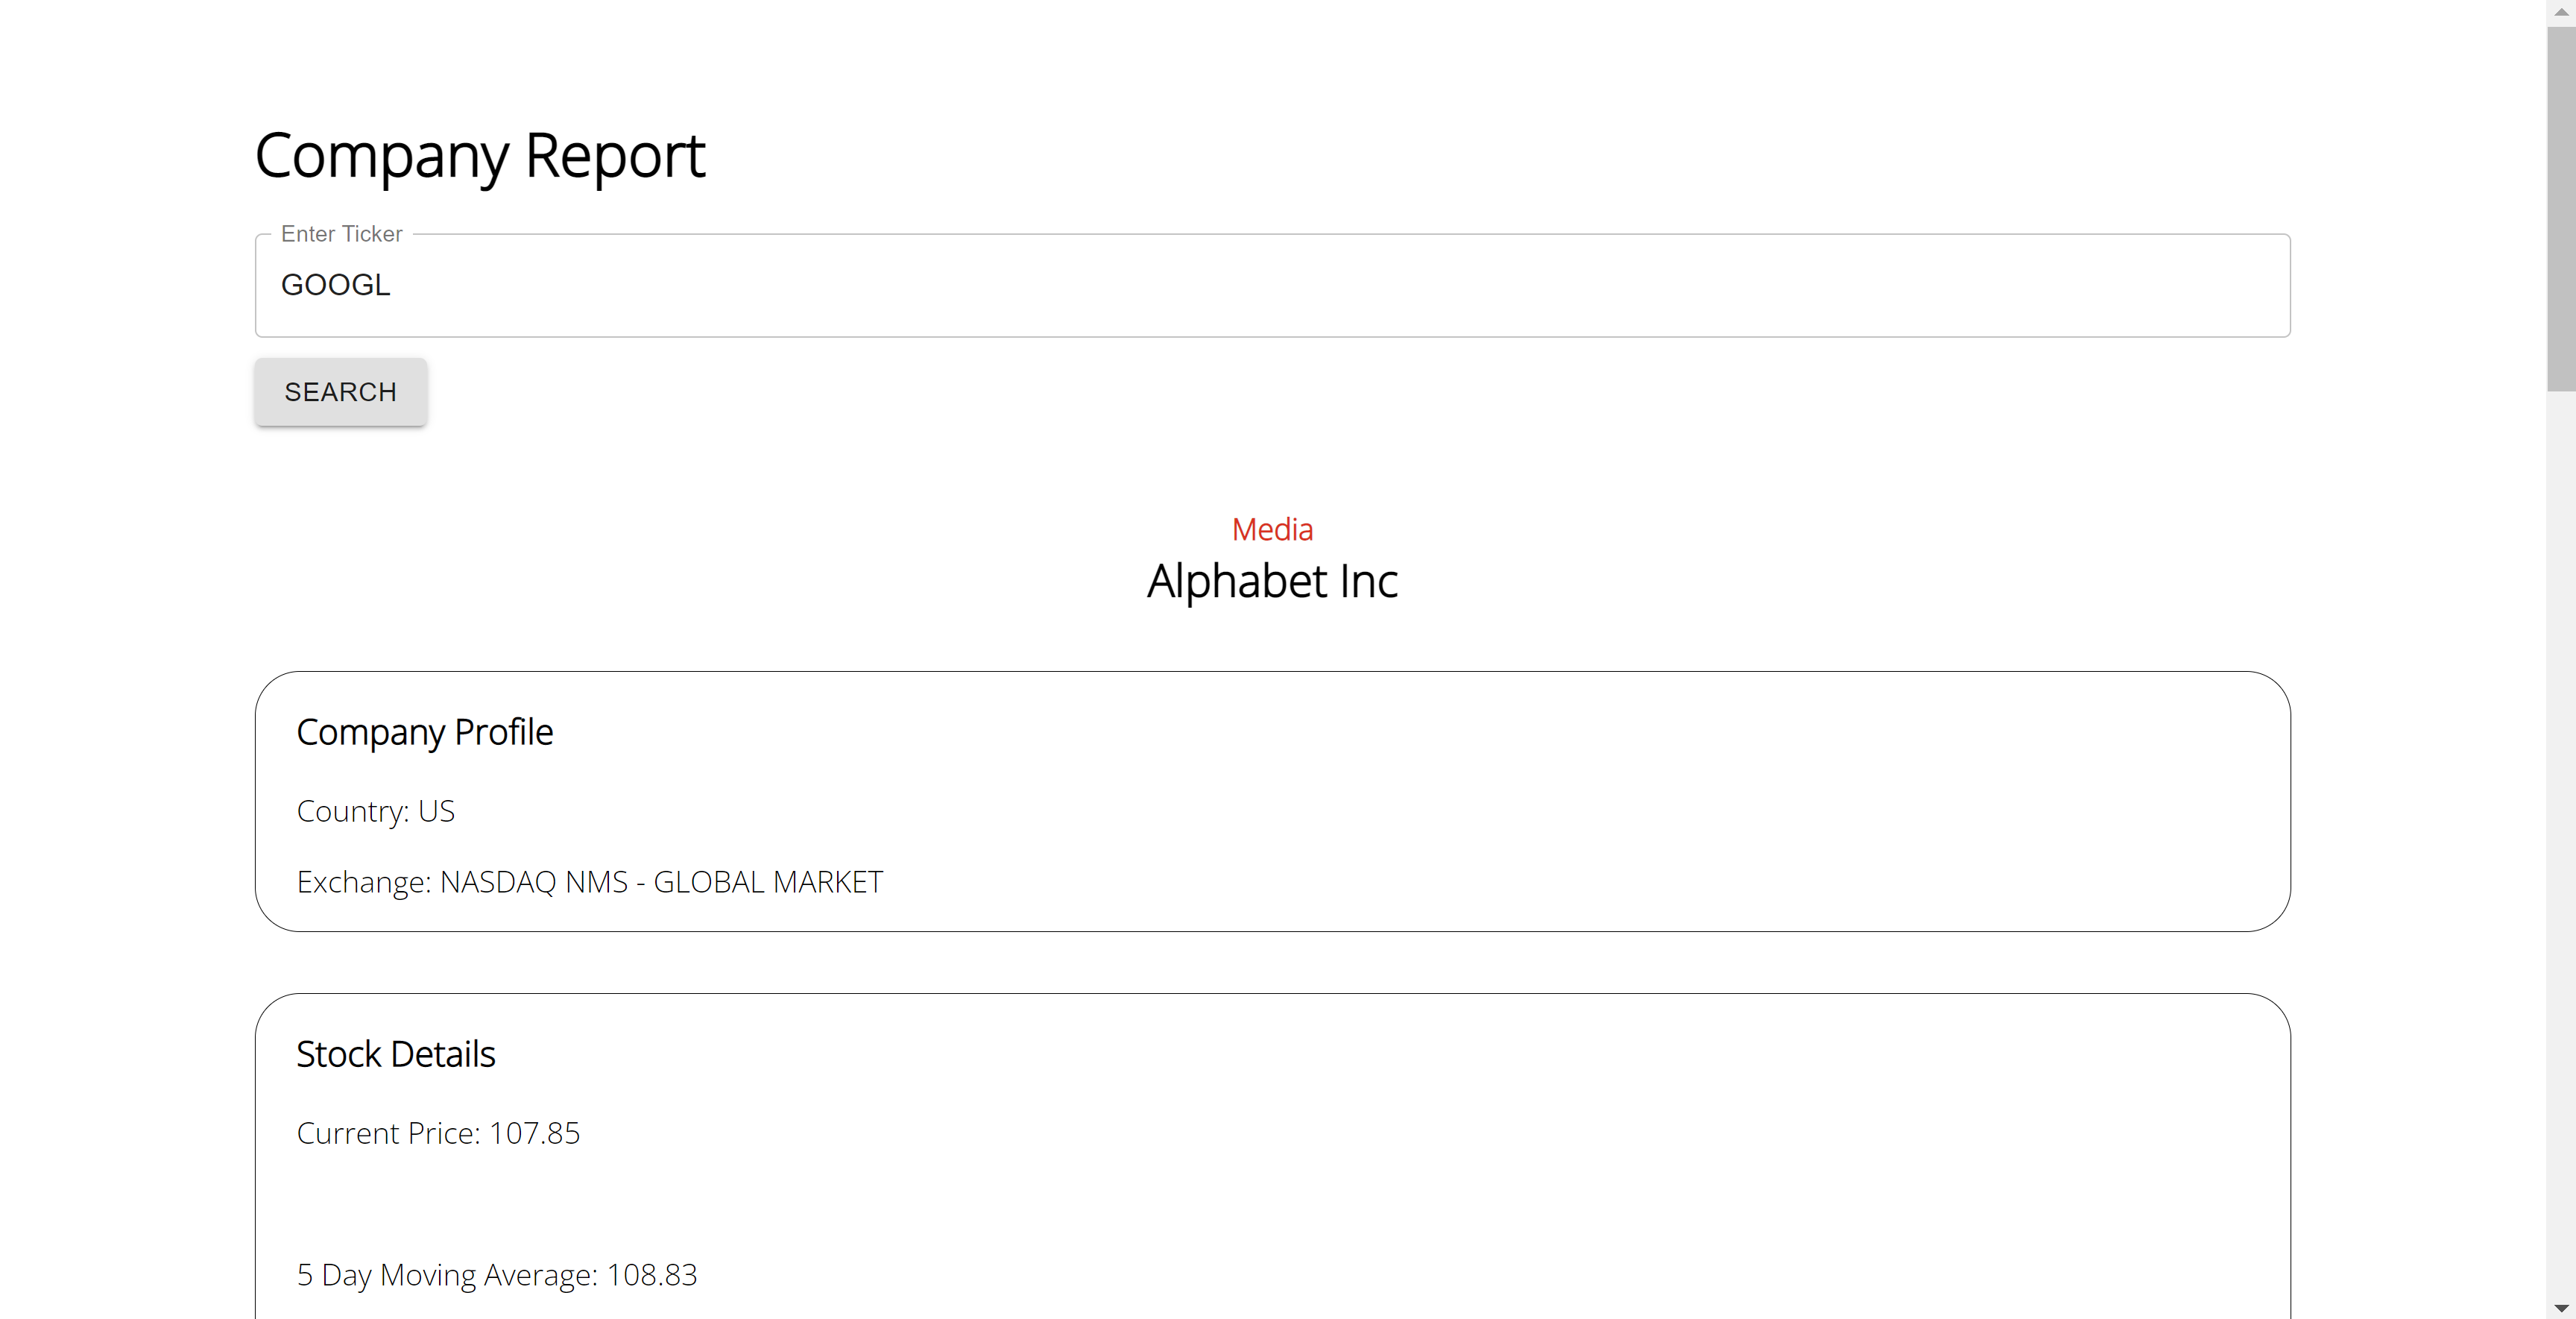 Company Report
Enter Ticker
GOOGL
SEARCH
Media
Alphabet Inc
Company Profile
Country: US
Exchange: NASDAQ NMS - GLOBAL MARKET
Stock Details
Current Price: 107.85
5 Day Moving Average: 108.83